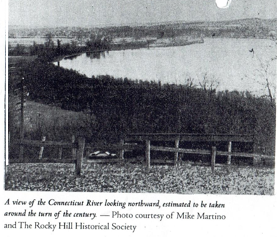 A view of the Connecticut River looking northward, estimated to be taken
around the turn of the century. — Photo courtesy of Mike Martino
and The Rocky Hill Historical Society